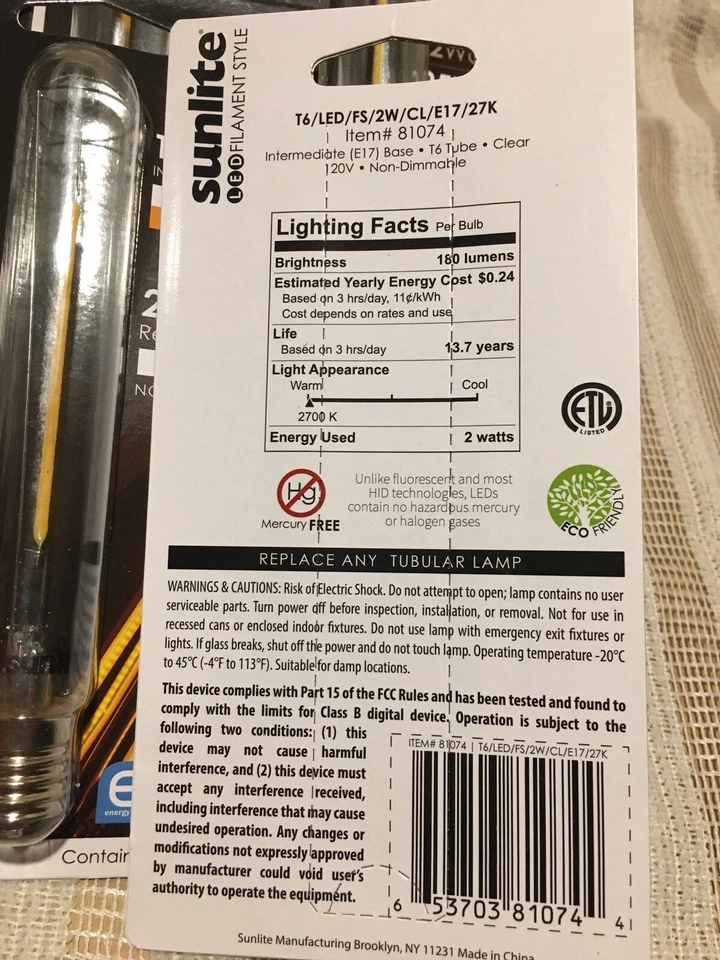 sunlite®
LED FILAMENT STYLE
T6/LED/FS/2W/CL/E17/27K
Item# 81074
Intermediate (E17) Base • T6 Tube • Clear
120V • Non-Dimmable
Lighting Facts Per Bulb
Brightness 180 lumens
Estimated Yearly Energy Cost $0.24
Based on 3 hrs/day, 11¢/kWh
Cost depends on rates and use
Life
Based on 3 hrs/day 13.7 years
Light Appearance
Warm Cool
2700 K
Energy Used 2 watts
ETL
LISTED
Hg
Mercury FREE
Unlike fluorescent and most
HID technologies, LEDs
contain no hazardous mercury
or halogen gases
ECO FRIENDLY
REPLACE ANY TUBULAR LAMP
WARNINGS & CAUTIONS: Risk of Electric Shock. Do not attempt to open; lamp contains no user
serviceable parts. Turn power off before inspection, instalation, or removal. Not for use in
recessed cans or enclosed indoor fixtures. Do not use lamp with emergency exit fixtures or
lights. If glass breaks, shut off the power and do not touch lamp. Operating temperature -20°C
to 45°C (-4°F to 113°F). Suitable for damp locations.
This device complies with Part 15 of the FCC Rules and has been tested and found to
comply with the limits for Class B digital device. Operation is subject to the
following two conditions: (1) this
device may not cause harmful
interference, and (2) this device must
accept any interference received,
including interference that may cause
undesired operation. Any changes or
modifications not expressly approved
by manufacturer could void user's
authority to operate the equipment.
ITEM# 81074 | T6/LED/FS/2W/CL/E17/27K
6 53703 81074 4
Sunlite Manufacturing Brooklyn, NY 11231 Made in China
energy
Contain